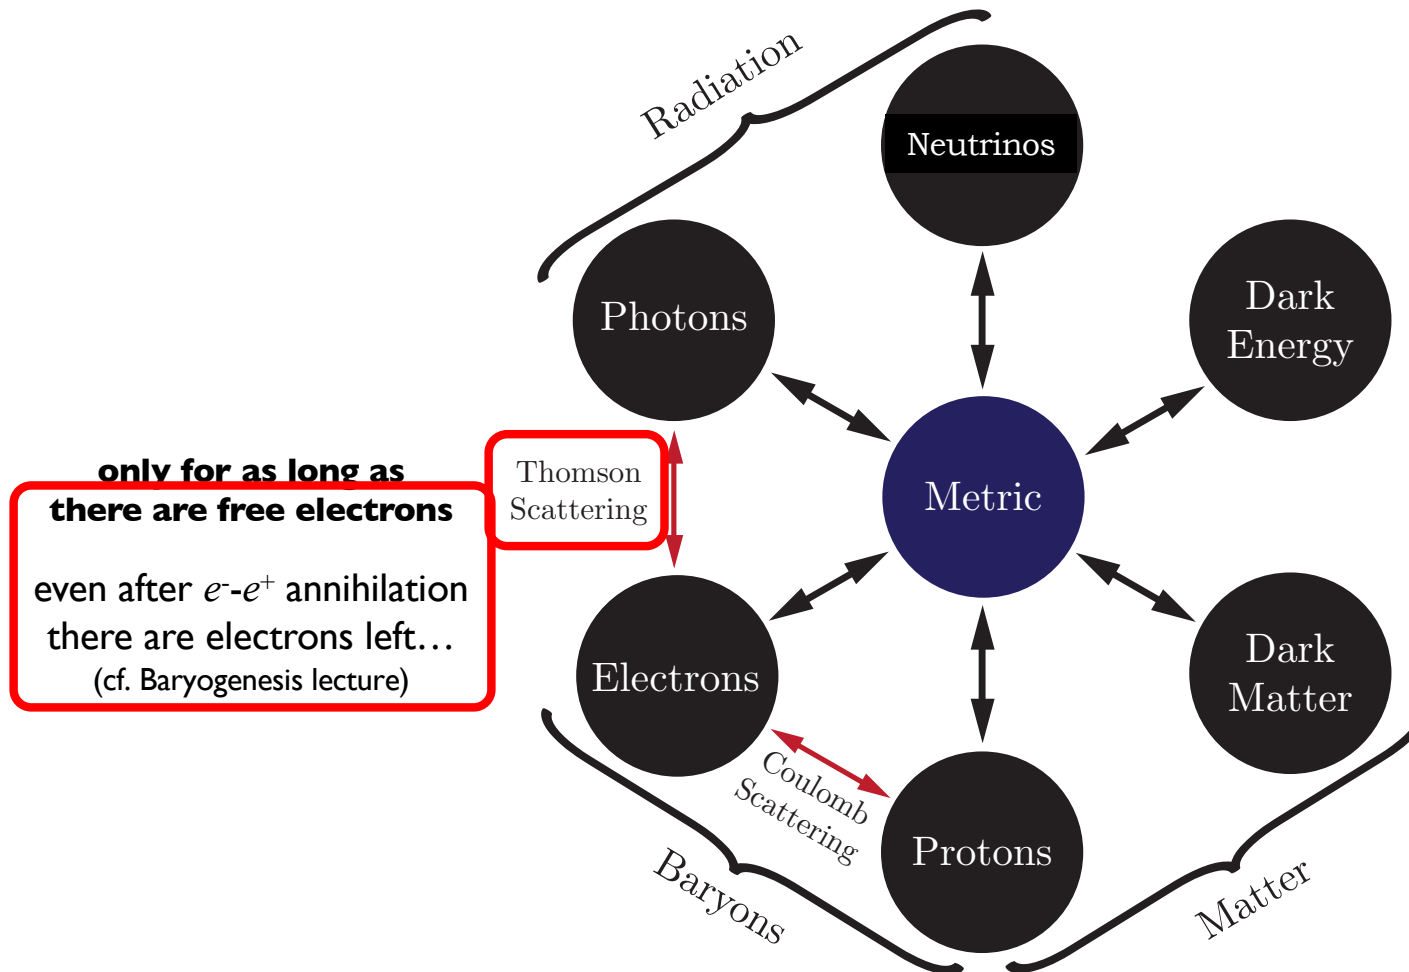 Radiation
Neutrinos
Photons
Dark
Energy
only for as long as
there are free electrons
Thomson
Scattering
Metric
even after e⁻-e⁺ annihilation
there are electrons left…
(cf. Baryogenesis lecture)
Electrons
Dark
Matter
Coulomb
Scattering
Protons
Baryons
Matter